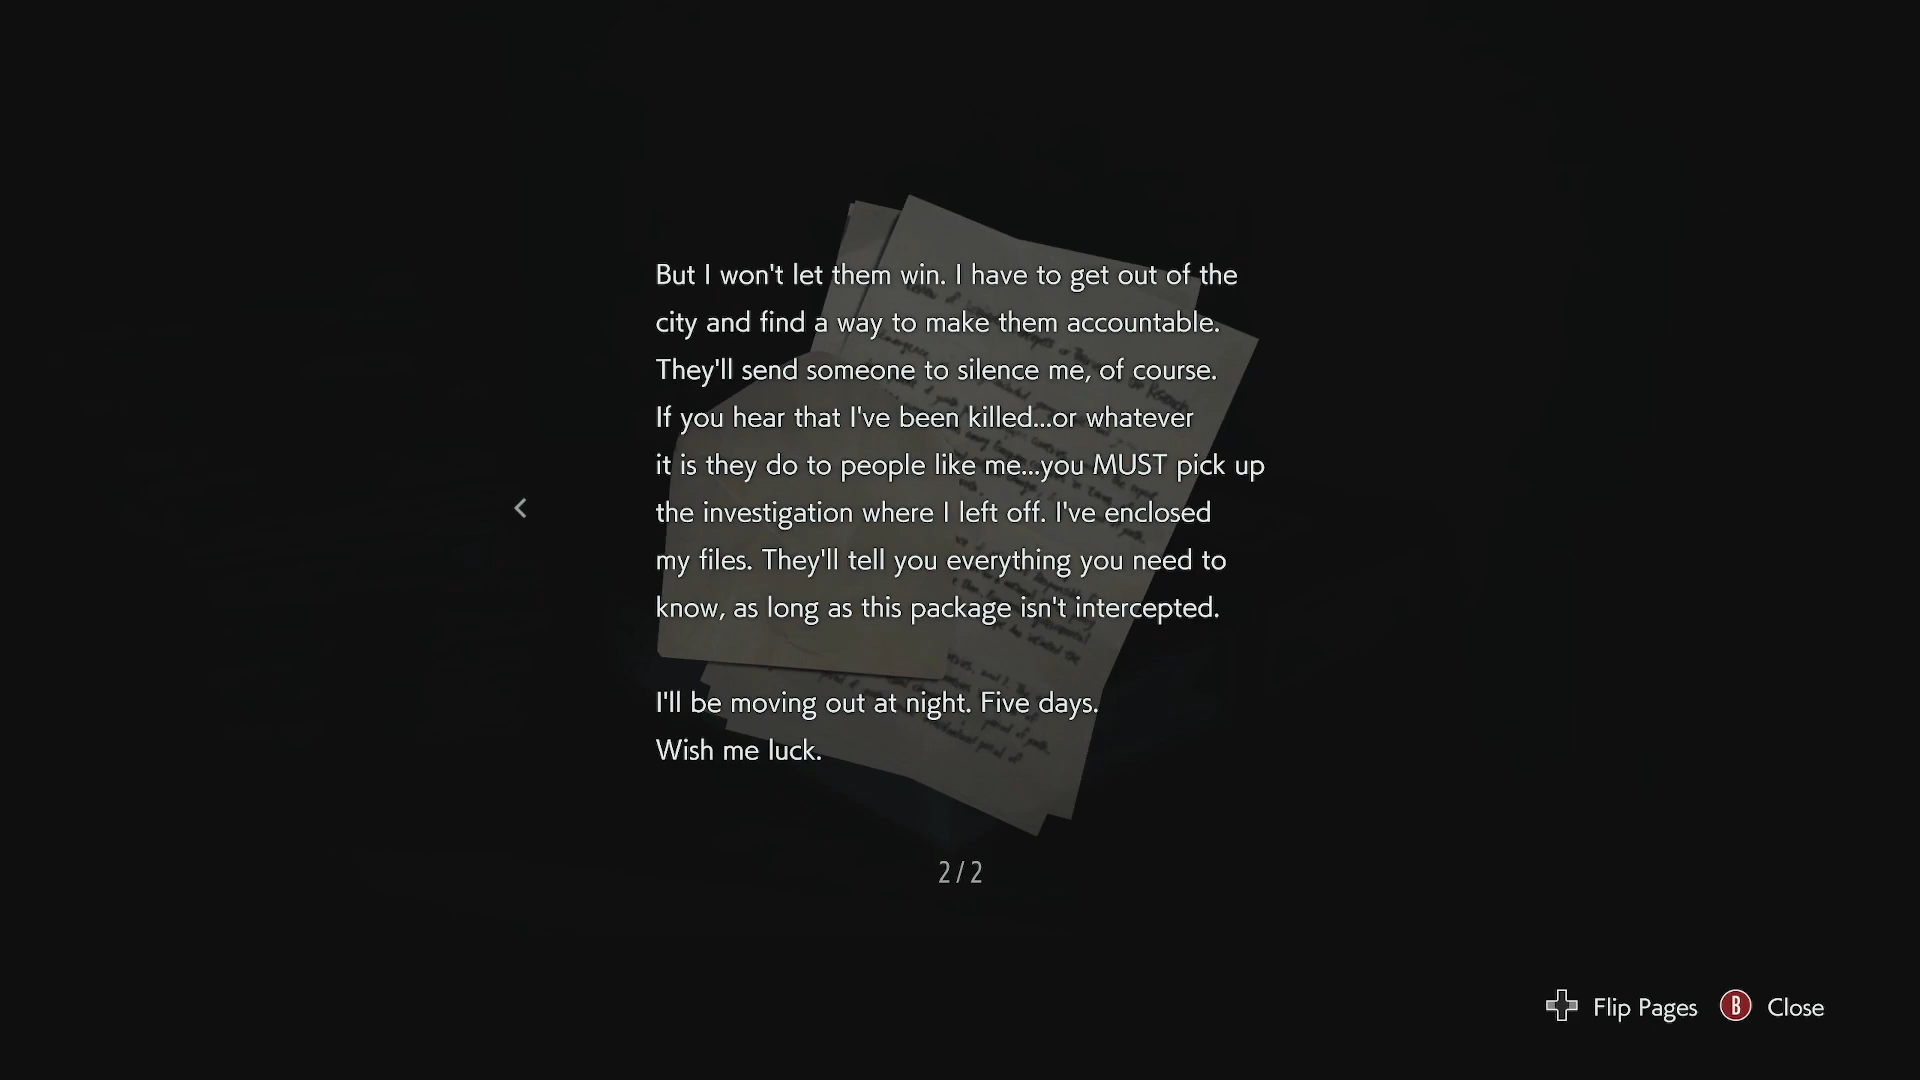 But I won't let them win. I have to get out of the
city and find a way to make them accountable.
They'll send someone to silence me, of course.
If you hear that I've been killed...or whatever
it is they do to people like me...you MUST pick up
the investigation where I left off. I've enclosed
my files. They'll tell you everything you need to
know, as long as this package isn't intercepted.
I'll be moving out at night. Five days.
Wish me luck.
2 / 2
Flip Pages B Close